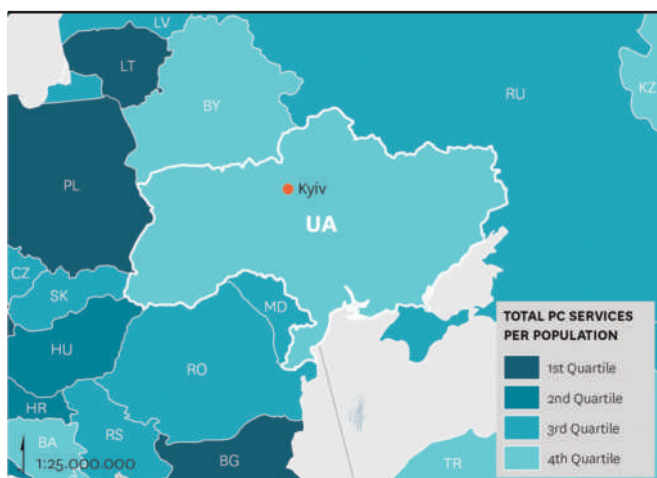 LV
LT
BY
RU
KZ
PL
Kyiv
UA
CZ
SK
MD
HU
RO
HR
RS
BA
BG
TR
1:25.000.000
TOTAL PC SERVICES
PER POPULATION
1st Quartile
2nd Quartile
3rd Quartile
4th Quartile